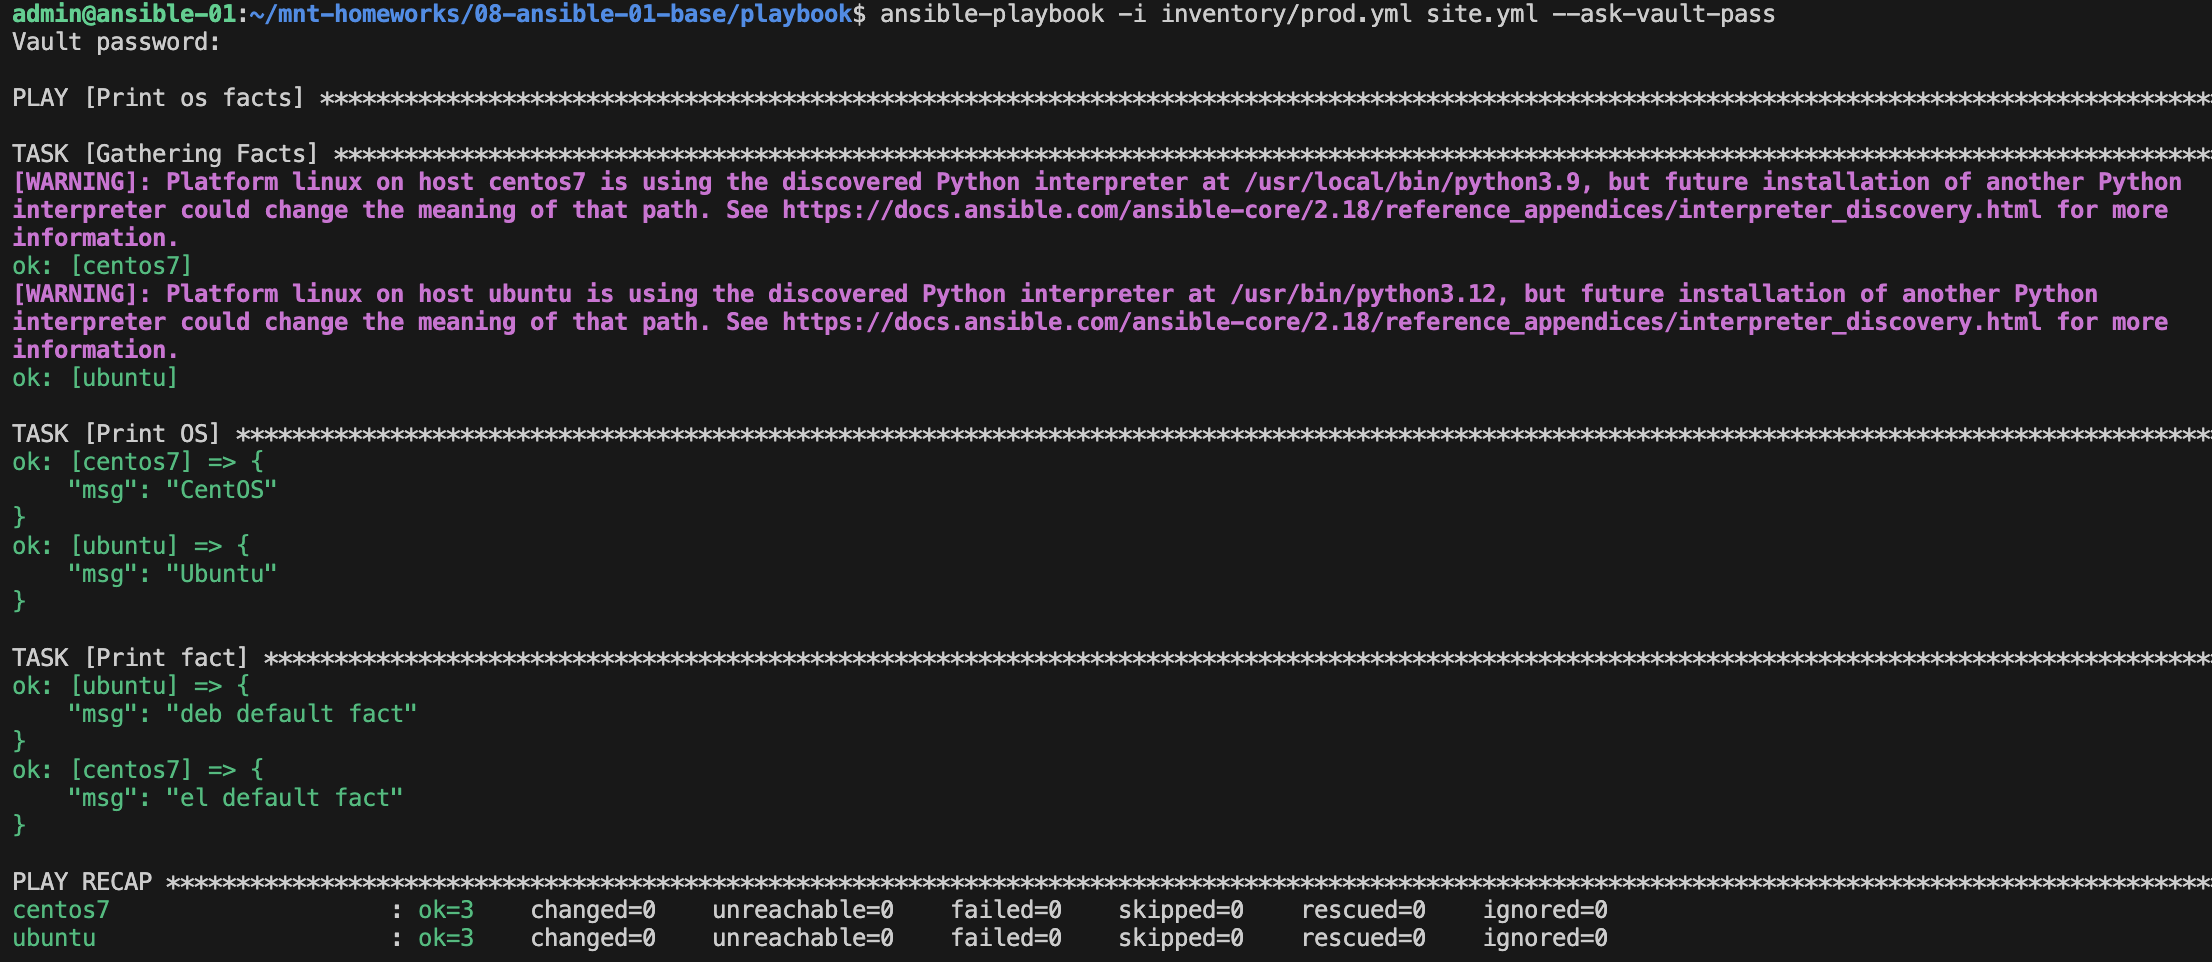 admin@ansible-01:~/mnt-homeworks/08-ansible-01-base/playbook$ ansible-playbook -i inventory/prod.yml site.yml --ask-vault-pass
Vault password:
PLAY [Print os facts] ***************************************************************************************************************************************
TASK [Gathering Facts] **************************************************************************************************************************************
[WARNING]: Platform linux on host centos7 is using the discovered Python interpreter at /usr/local/bin/python3.9, but future installation of another Python
interpreter could change the meaning of that path. See https://docs.ansible.com/ansible-core/2.18/reference_appendices/interpreter_discovery.html for more
information.
ok: [centos7]
[WARNING]: Platform linux on host ubuntu is using the discovered Python interpreter at /usr/bin/python3.12, but future installation of another Python
interpreter could change the meaning of that path. See https://docs.ansible.com/ansible-core/2.18/reference_appendices/interpreter_discovery.html for more
information.
ok: [ubuntu]
TASK [Print OS] *********************************************************************************************************************************************
ok: [centos7] => {
    "msg": "CentOS"
}
ok: [ubuntu] => {
    "msg": "Ubuntu"
}
TASK [Print fact] *******************************************************************************************************************************************
ok: [ubuntu] => {
    "msg": "deb default fact"
}
ok: [centos7] => {
    "msg": "el default fact"
}
PLAY RECAP **************************************************************************************************************************************************
centos7                    : ok=3    changed=0    unreachable=0    failed=0    skipped=0    rescued=0    ignored=0
ubuntu                     : ok=3    changed=0    unreachable=0    failed=0    skipped=0    rescued=0    ignored=0